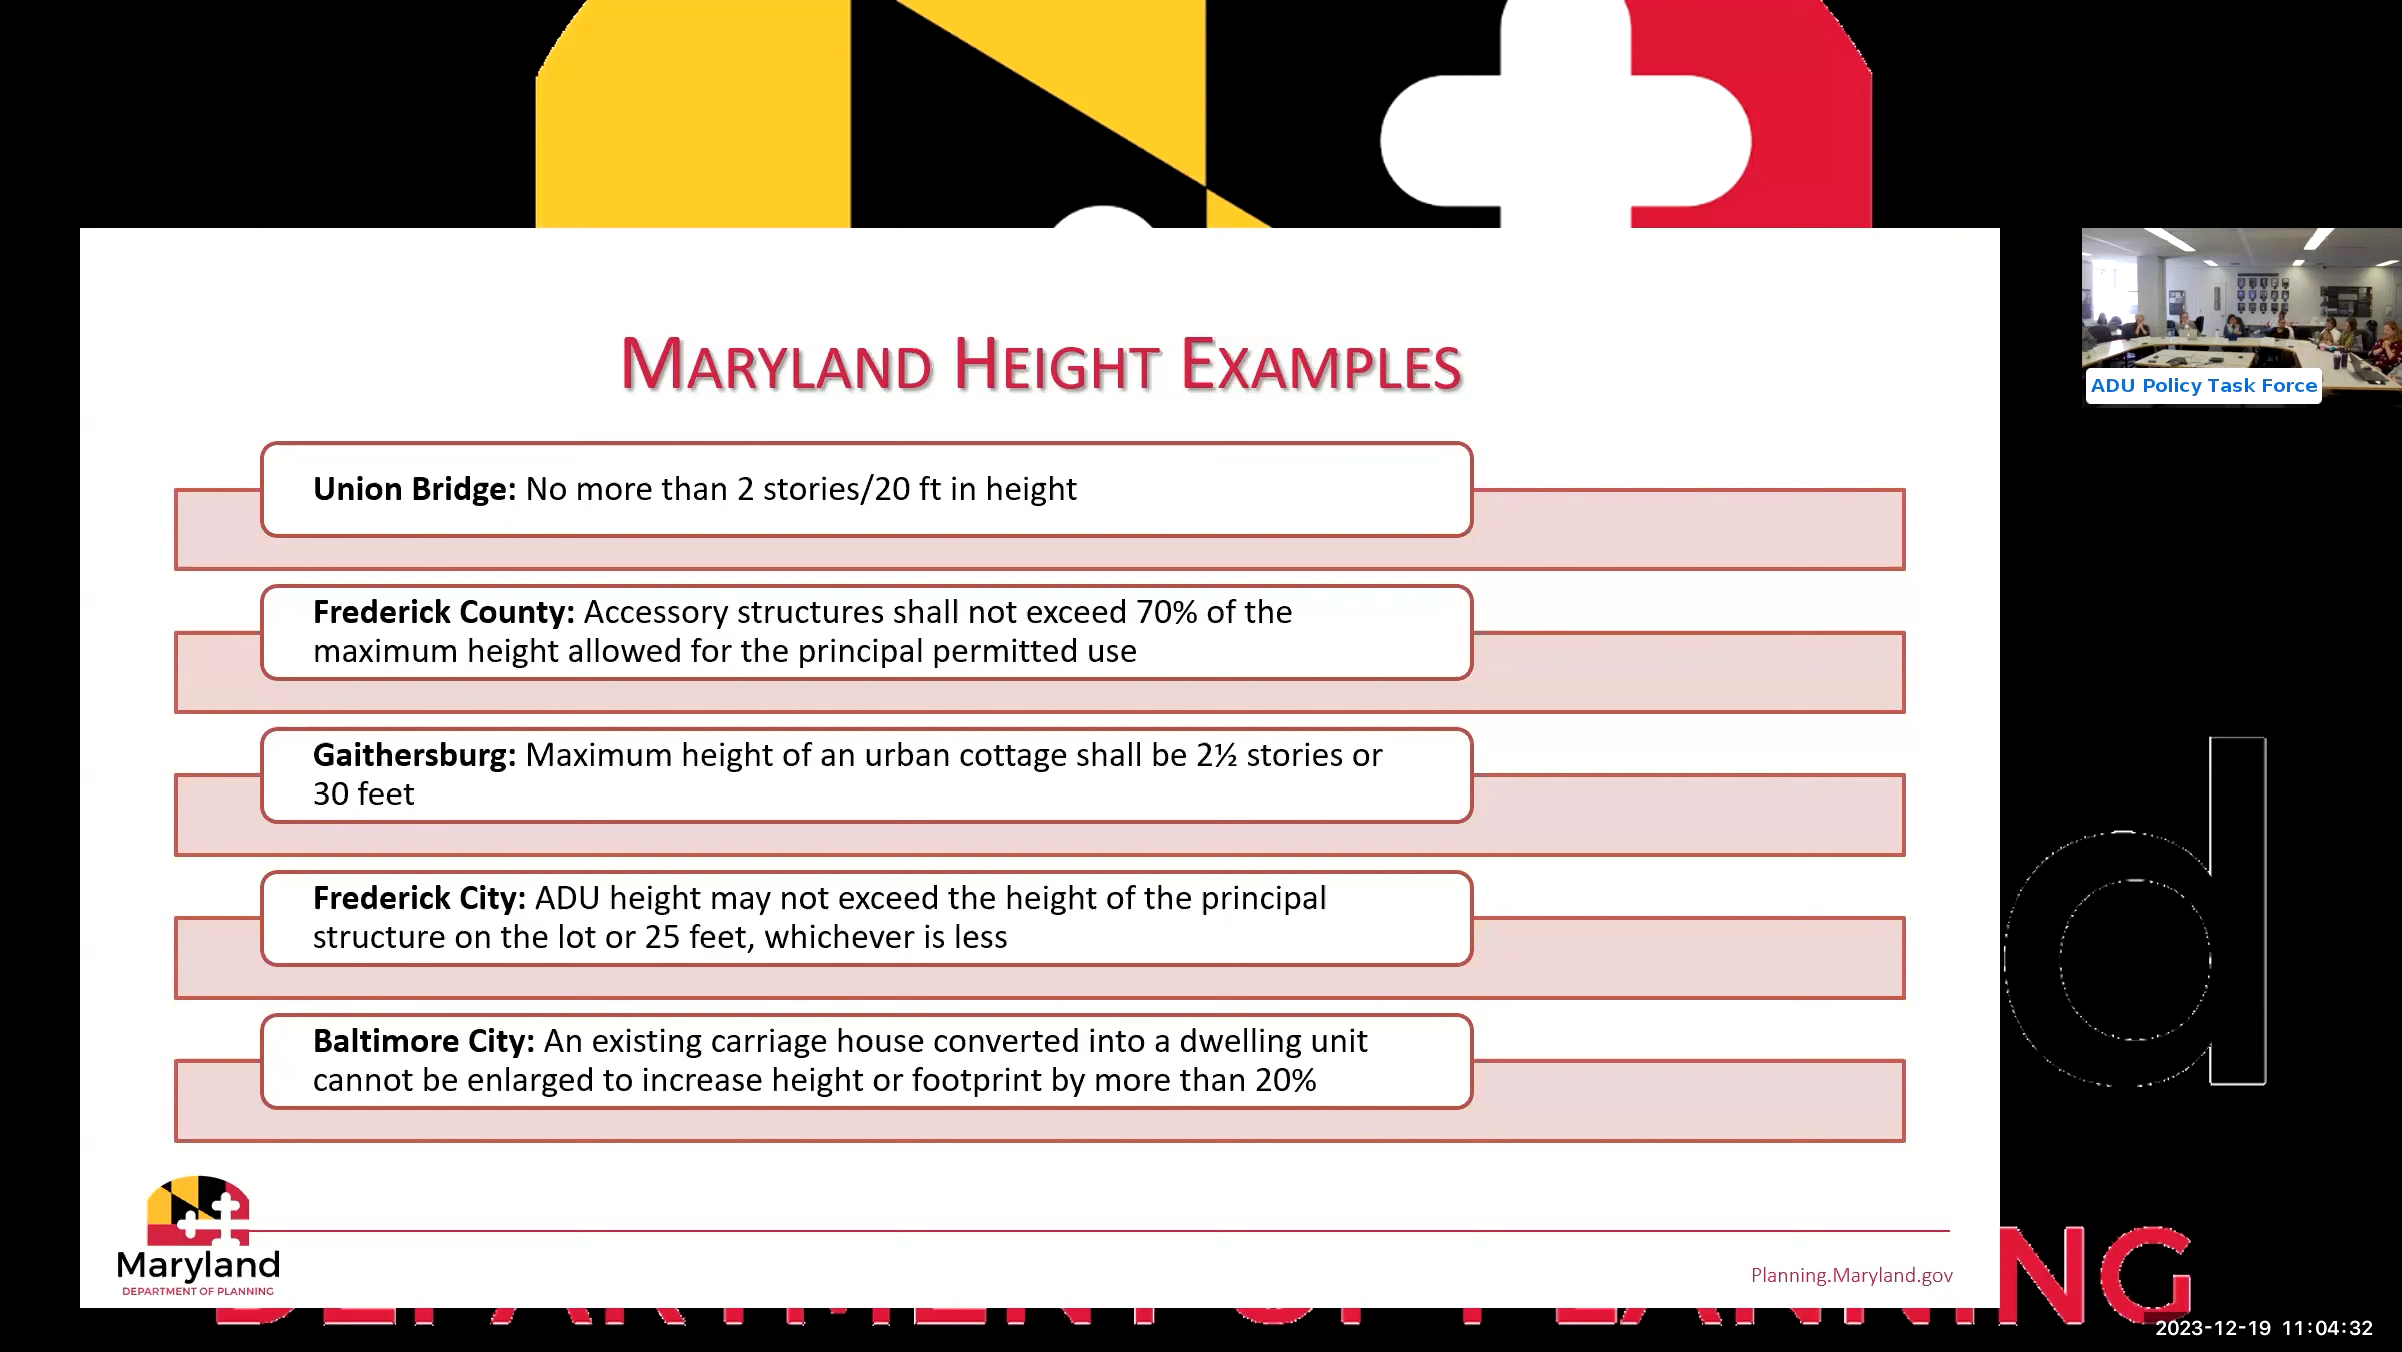 MARYLAND HEIGHT EXAMPLES
ADU Policy Task Force
Union Bridge: No more than 2 stories/20 ft in height
Frederick County: Accessory structures shall not exceed 70% of the
maximum height allowed for the principal permitted use
Gaithersburg: Maximum height of an urban cottage shall be 2½ stories or
30 feet
Frederick City: ADU height may not exceed the height of the principal
structure on the lot or 25 feet, whichever is less
Baltimore City: An existing carriage house converted into a dwelling unit
cannot be enlarged to increase height or footprint by more than 20%
d
Maryland
DEPARTMENT OF PLANNING
Planning.Maryland.gov
DEPARTMENT OF PLANNING
2023-12-19 11:04:32